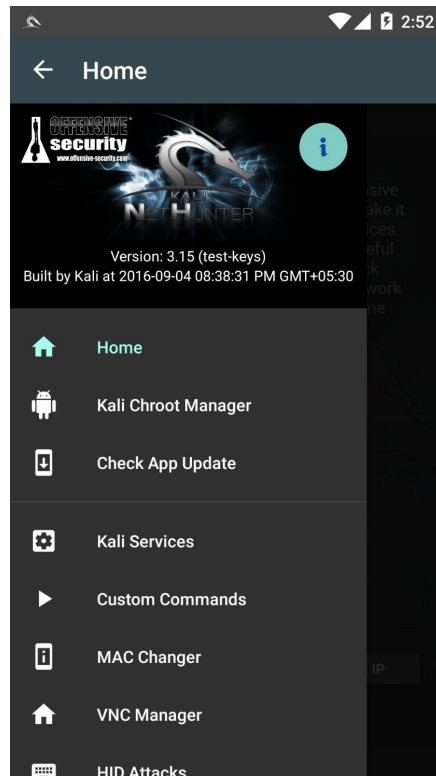 2:52
Home
OFFENSIVE®
security
www.offensive-security.com
i
KALI
NETHUNTER
Version: 3.15 (test-keys)
Built by Kali at 2016-09-04 08:38:31 PM GMT+05:30
Home
Kali Chroot Manager
Check App Update
Kali Services
Custom Commands
MAC Changer
IP
VNC Manager
HID Attacks